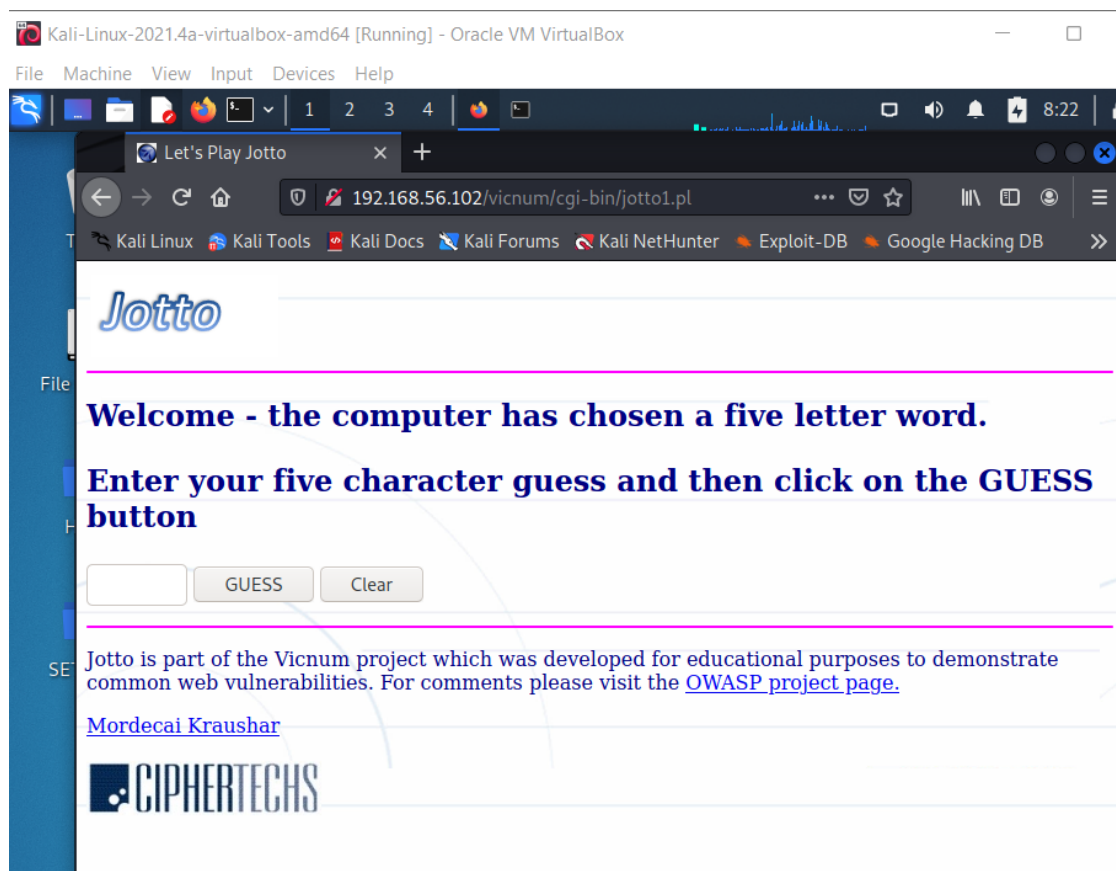 Kali-Linux-2021.4a-virtualbox-amd64 [Running] - Oracle VM VirtualBox
File Machine View Input Devices Help
1 2 3 4 8:22
Let's Play Jotto
192.168.56.102/vicnum/cgi-bin/jotto1.pl
Kali Linux Kali Tools Kali Docs Kali Forums Kali NetHunter Exploit-DB Google Hacking DB
Jotto
File
Welcome - the computer has chosen a five letter word.
Enter your five character guess and then click on the GUESS
button
GUESS Clear
Jotto is part of the Vicnum project which was developed for educational purposes to demonstrate
common web vulnerabilities. For comments please visit the OWASP project page.
Mordecai Kraushar
CIPHERTECHS